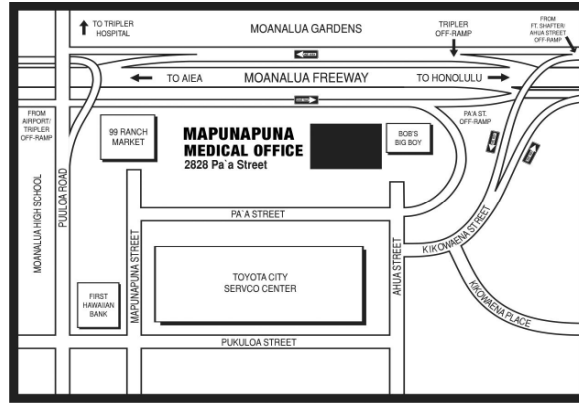 TO TRIPLER
HOSPITAL
MOANALUA GARDENS
TRIPLER
OFF-RAMP
FROM
FT. SHAFTER/
AHUA STREET
OFF-RAMP
TO AIEA
MOANALUA FREEWAY
TO HONOLULU
FROM
AIRPORT/
TRIPLER
OFF-RAMP
99 RANCH
MARKET
MAPUNAPUNA
MEDICAL OFFICE
2828 Pa`a Street
BOB'S
BIG BOY
PA'A ST.
OFF-RAMP
MOANALUA HIGH SCHOOL
PUULOA ROAD
MAPUNAPUNA STREET
PA`A STREET
AHUA STREET
KIKOWAENA STREET
KIKOWAENA PLACE
TOYOTA CITY
SERVCO CENTER
FIRST
HAWAIIAN
BANK
PUKULOA STREET